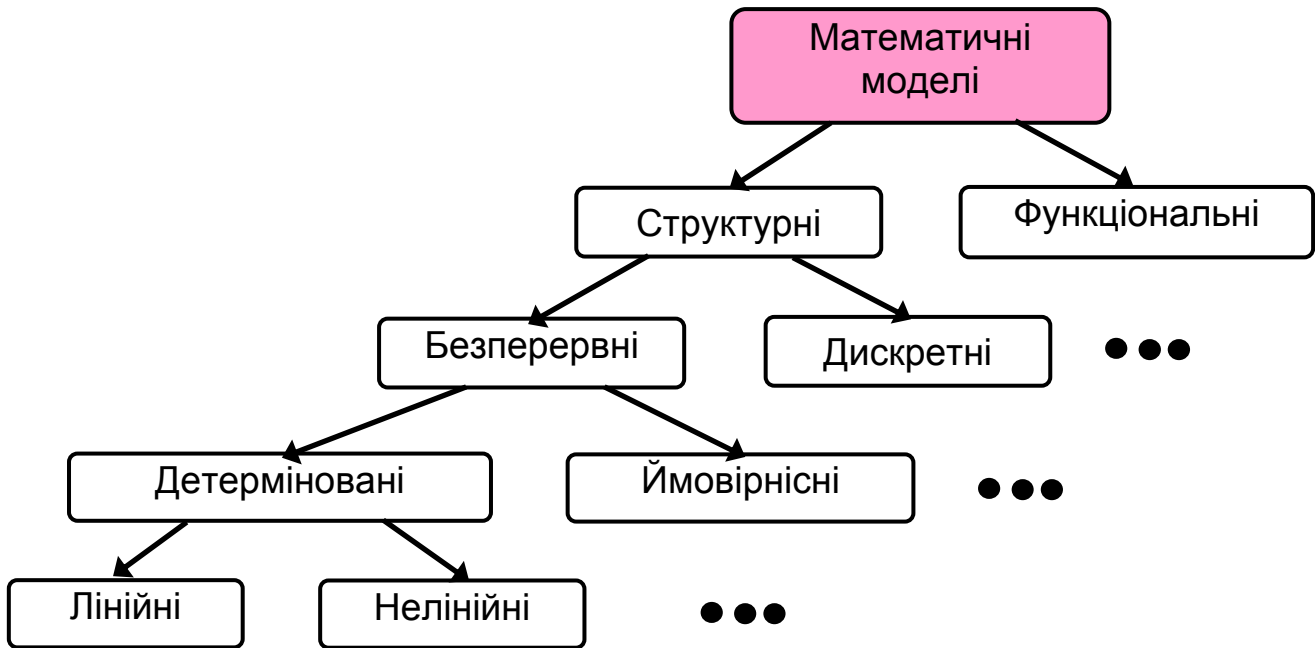 Математичні
моделі
Структурні
Функціональні
Безперервні
Дискретні
Детерміновані
Ймовірнісні
Лінійні
Нелінійні